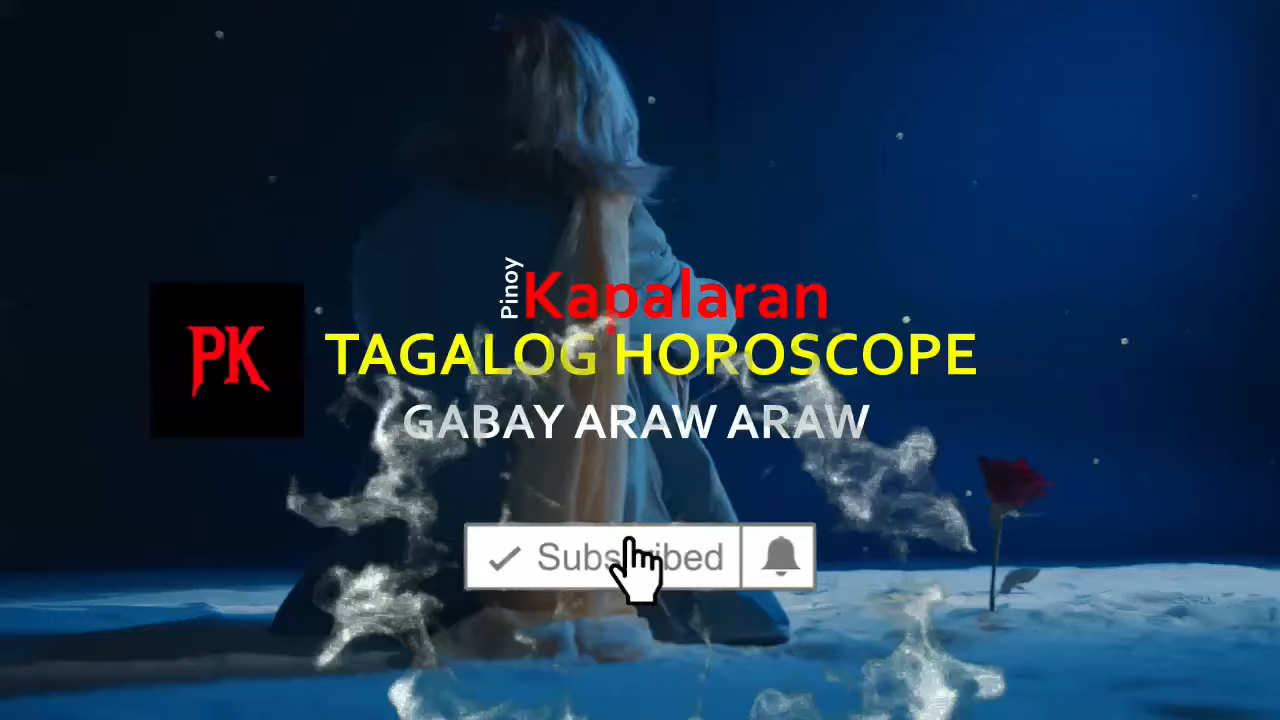 Pinoy
Kapalaran
PK
TAGALOG HOROSCOPE
GABAY ARAW ARAW
Subscribed